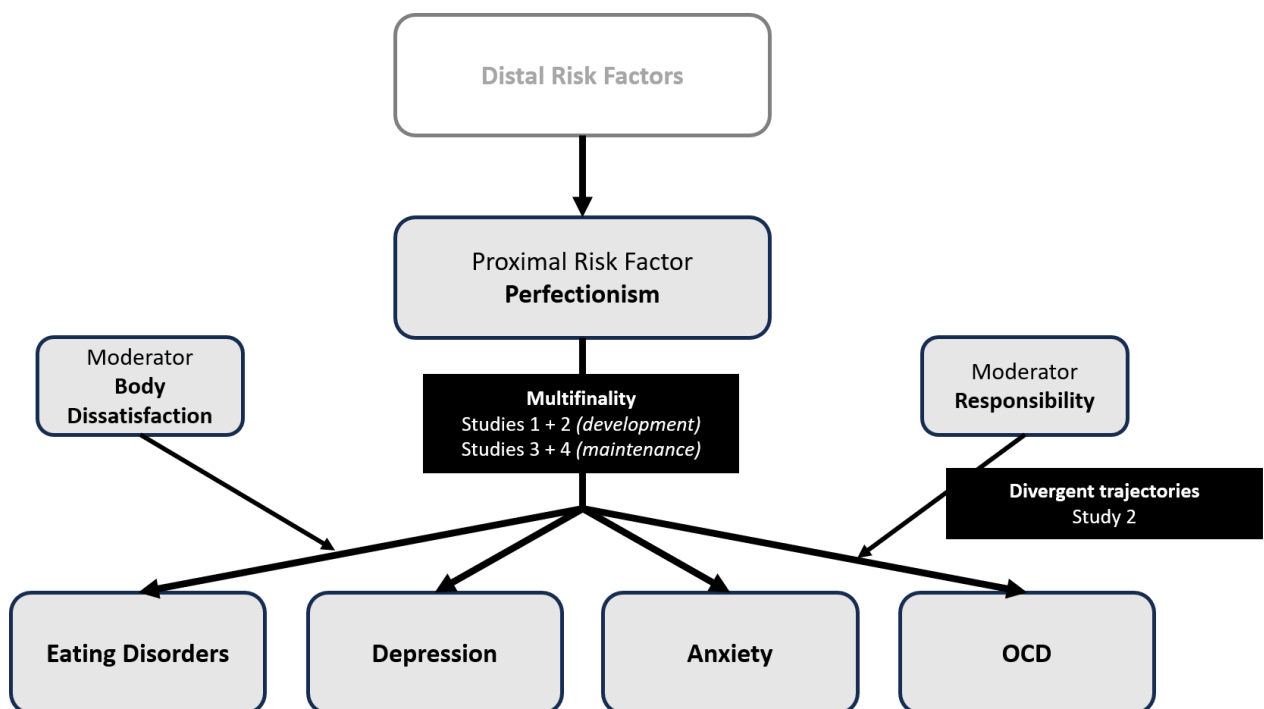 Distal Risk Factors
Proximal Risk Factor
Perfectionism
Moderator
Body
Dissatisfaction
Multifinality
Studies 1 + 2 (development)
Studies 3 + 4 (maintenance)
Moderator
Responsibility
Divergent trajectories
Study 2
Eating Disorders
Depression
Anxiety
OCD